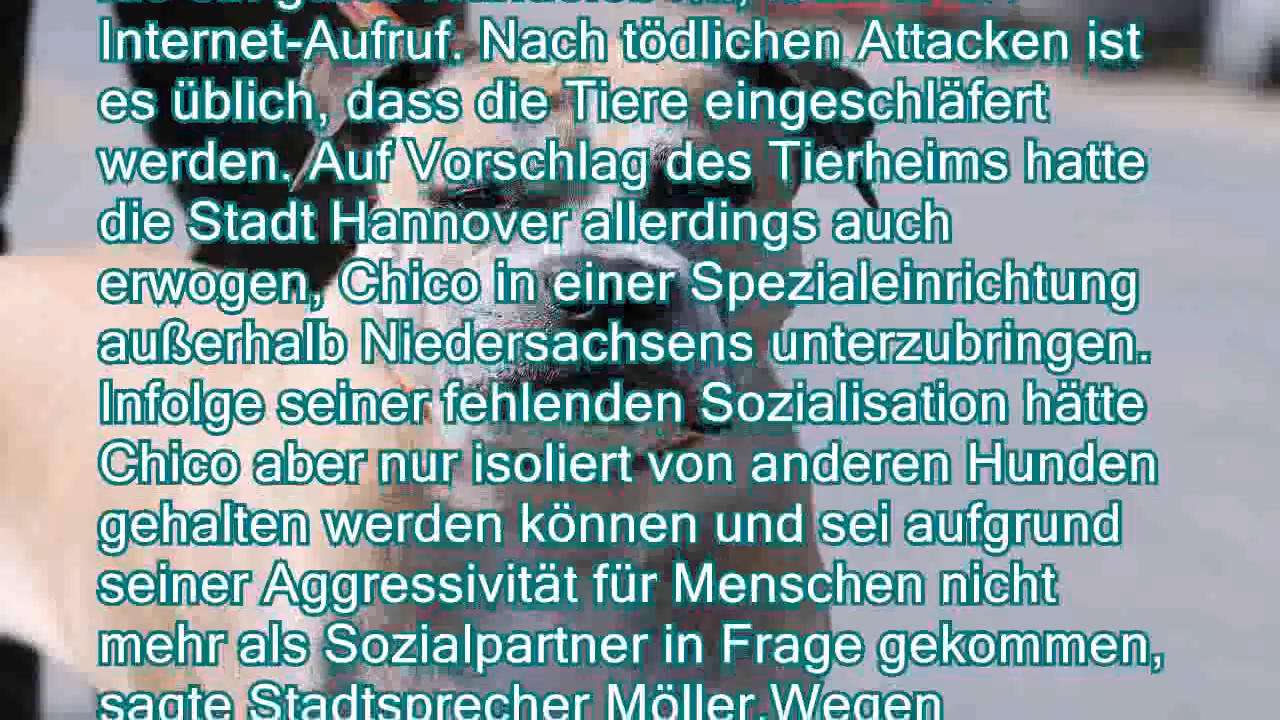 Internet-Aufruf. Nach tödlichen Attacken ist
es üblich, dass die Tiere eingeschläfert
werden. Auf Vorschlag des Tierheims hatte
die Stadt Hannover allerdings auch
erwogen, Chico in einer Spezialeinrichtung
außerhalb Niedersachsens unterzubringen.
Infolge seiner fehlenden Sozialisation hätte
Chico aber nur isoliert von anderen Hunden
gehalten werden können und sei aufgrund
seiner Aggressivität für Menschen nicht
mehr als Sozialpartner in Frage gekommen,
sagte Stadtsprecher Möller.Wegen